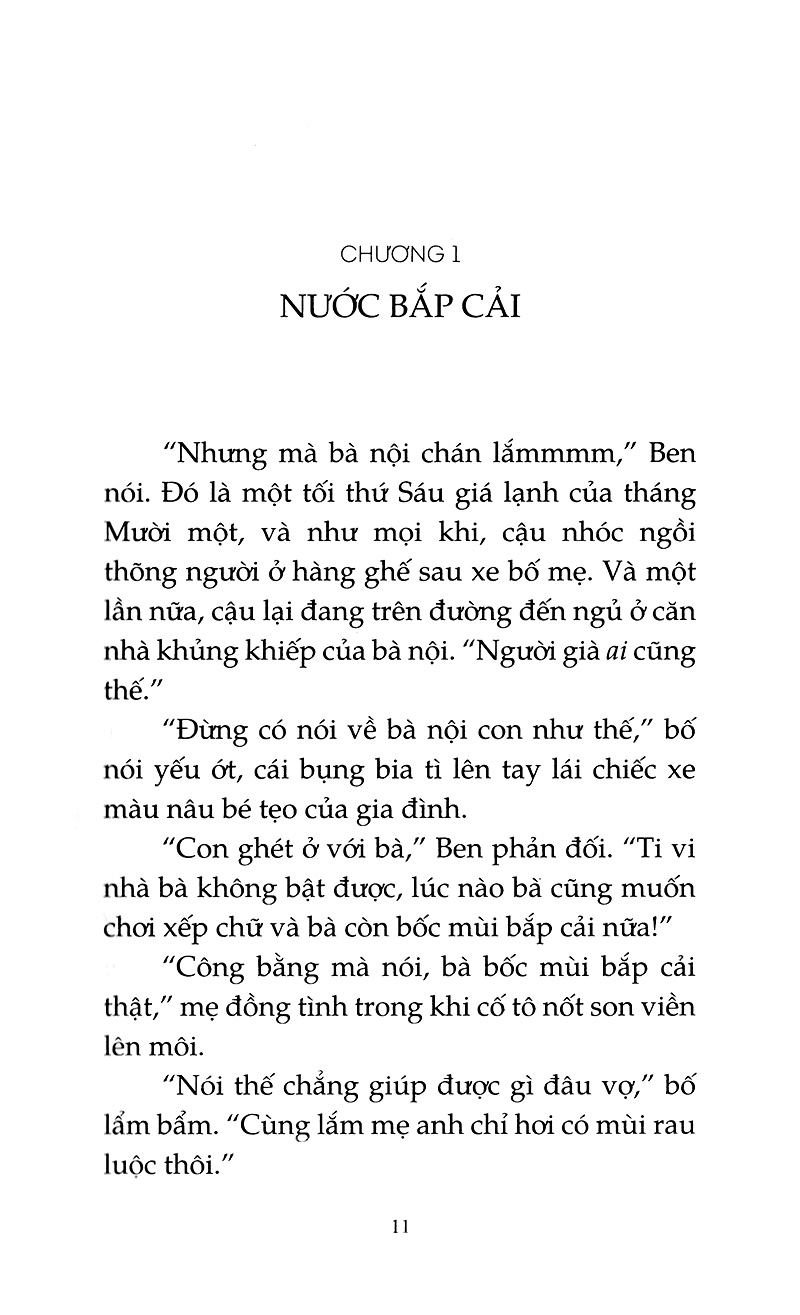 CHƯƠNG 1
NƯỚC BẮP CẢI
“Nhưng mà bà nội chán lắmmmm,” Ben
nói. Đó là một tối thứ Sáu giá lạnh của tháng
Mười một, và như mọi khi, cậu nhóc ngồi
thõng người ở hàng ghế sau xe bố mẹ. Và một
lần nữa, cậu lại đang trên đường đến ngủ ở căn
nhà khủng khiếp của bà nội. “Người già ai cũng
thế.”
“Đừng có nói về bà nội con như thế,” bố
nói yếu ớt, cái bụng bia tì lên tay lái chiếc xe
màu nâu bé tẹo của gia đình.
“Con ghét ở với bà,” Ben phản đối. “Ti vi
nhà bà không bật được, lúc nào bà cũng muốn
chơi xếp chữ và bà còn bốc mùi bắp cải nữa!”
“Công bằng mà nói, bà bốc mùi bắp cải
thật,” mẹ đồng tình trong khi cố tô nốt son viền
lên môi.
“Nói thế chẳng giúp được gì đâu vợ,” bố
lẩm bẩm. “Cùng lắm mẹ anh chỉ hơi có mùi rau
luộc thôi.”
11